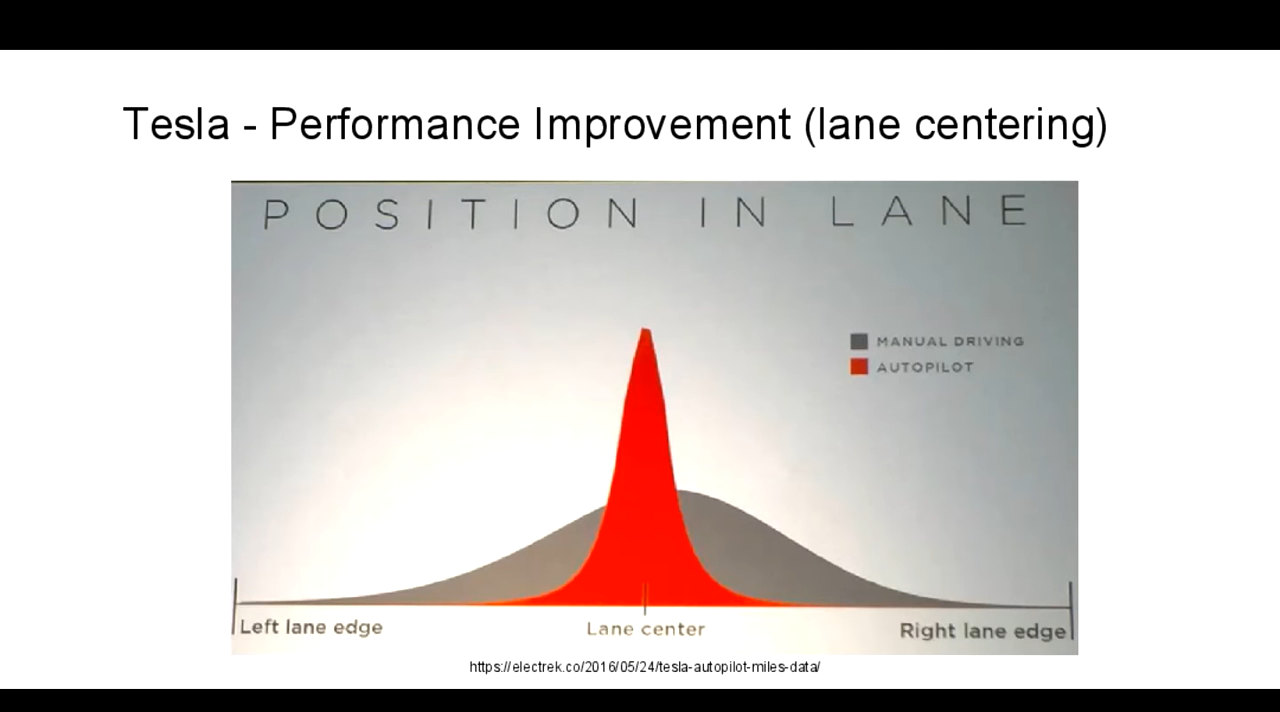 Tesla - Performance Improvement (lane centering)
POSITION IN LANE
MANUAL DRIVING
AUTOPILOT
Left lane edge
Lane center
Right lane edge
https://electrek.co/2016/05/24/tesla-autopilot-miles-data/